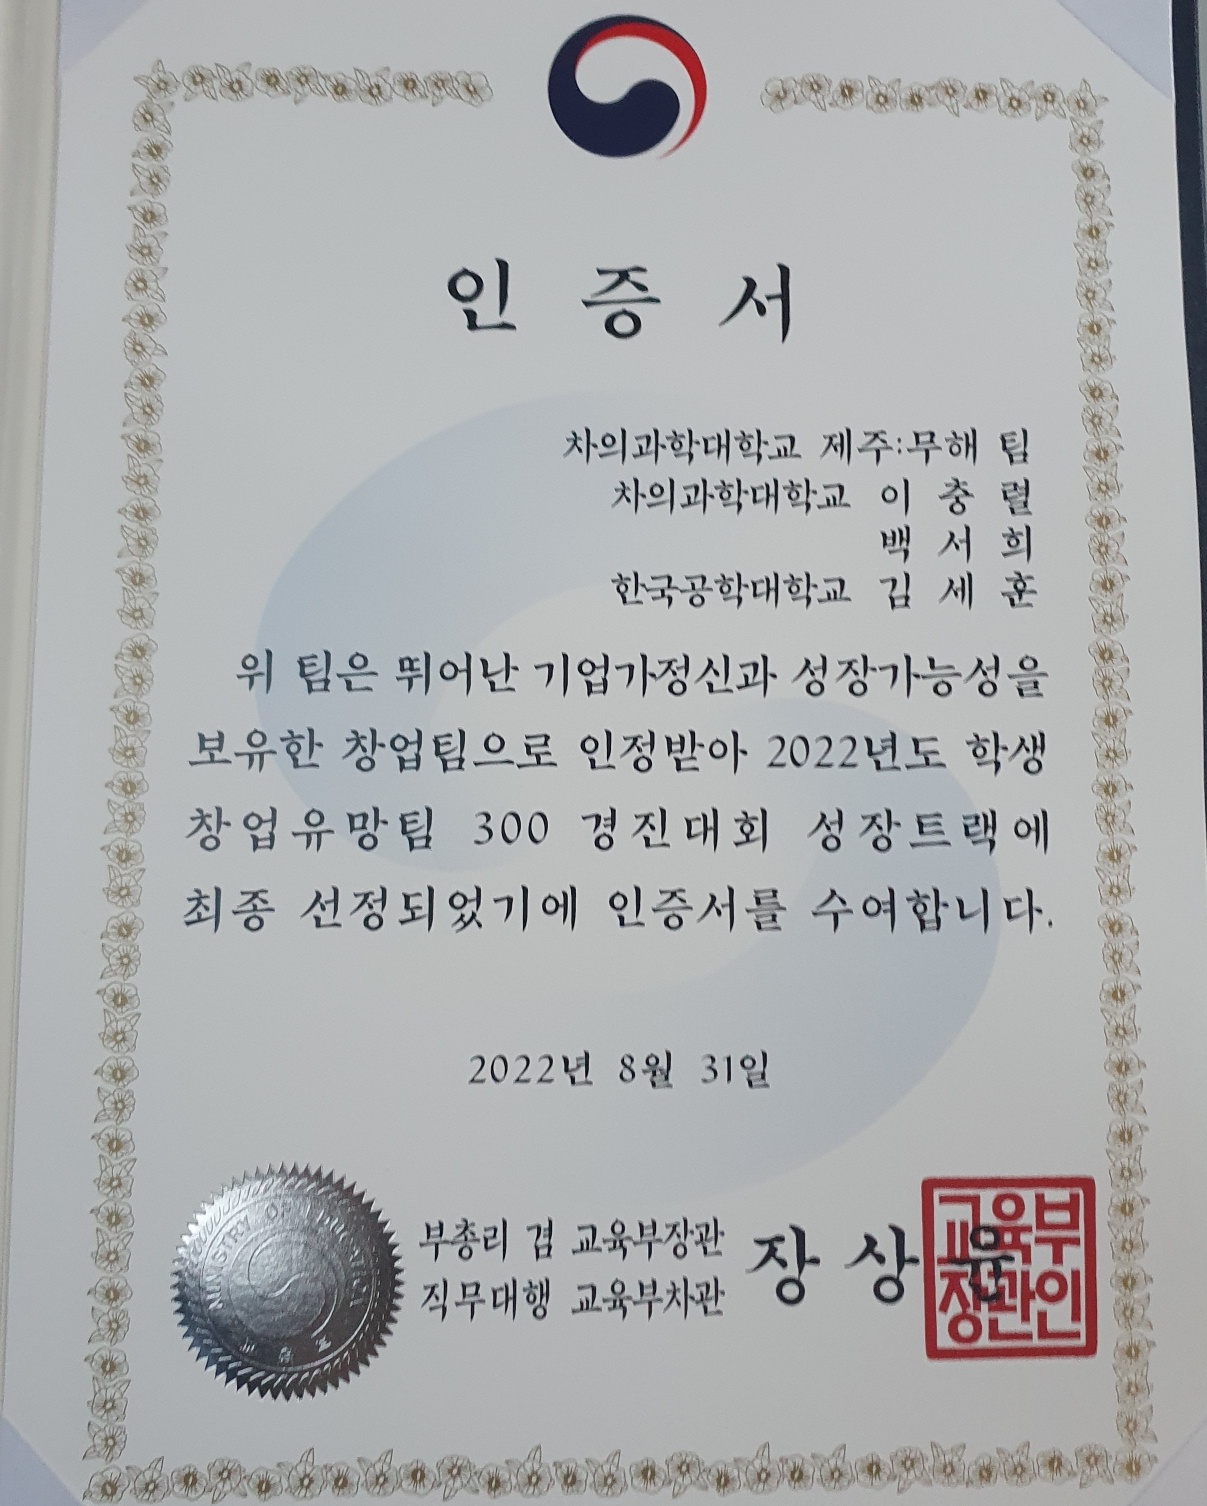 인 증 서
차의과학대학교 제주:무해 팀
차의과학대학교 이 충 렬
백 서 희
한국공학대학교 김 세 훈
위 팀은 뛰어난 기업가정신과 성장가능성을
보유한 창업팀으로 인정받아 2022년도 학생
창업유망팀 300 경진대회 성장트랙에
최종 선정되었기에 인증서를 수여합니다.
2022년 8월 31일
부총리 겸 교육부장관
직무대행 교육부차관
장 상 윤
교육부
장관인
MINISTRY OF EDUCATION
교육부